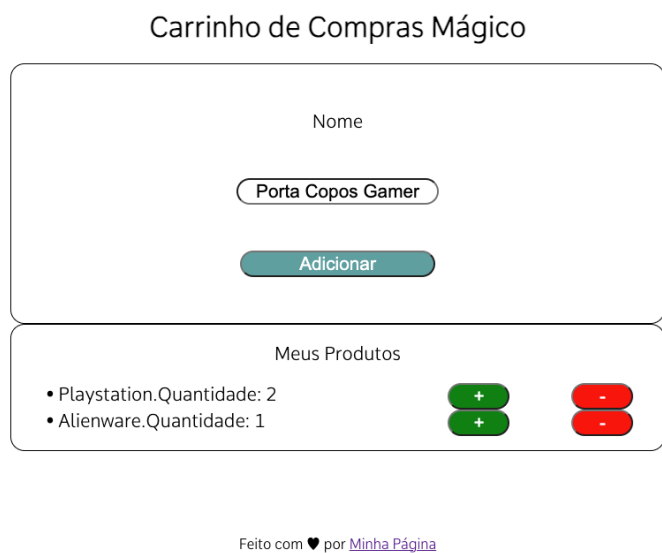 Carrinho de Compras Mágico
Nome
Porta Copos Gamer
Adicionar
Meus Produtos
• Playstation.Quantidade: 2 + -
• Alienware.Quantidade: 1 + -
Feito com ♥ por Minha Página